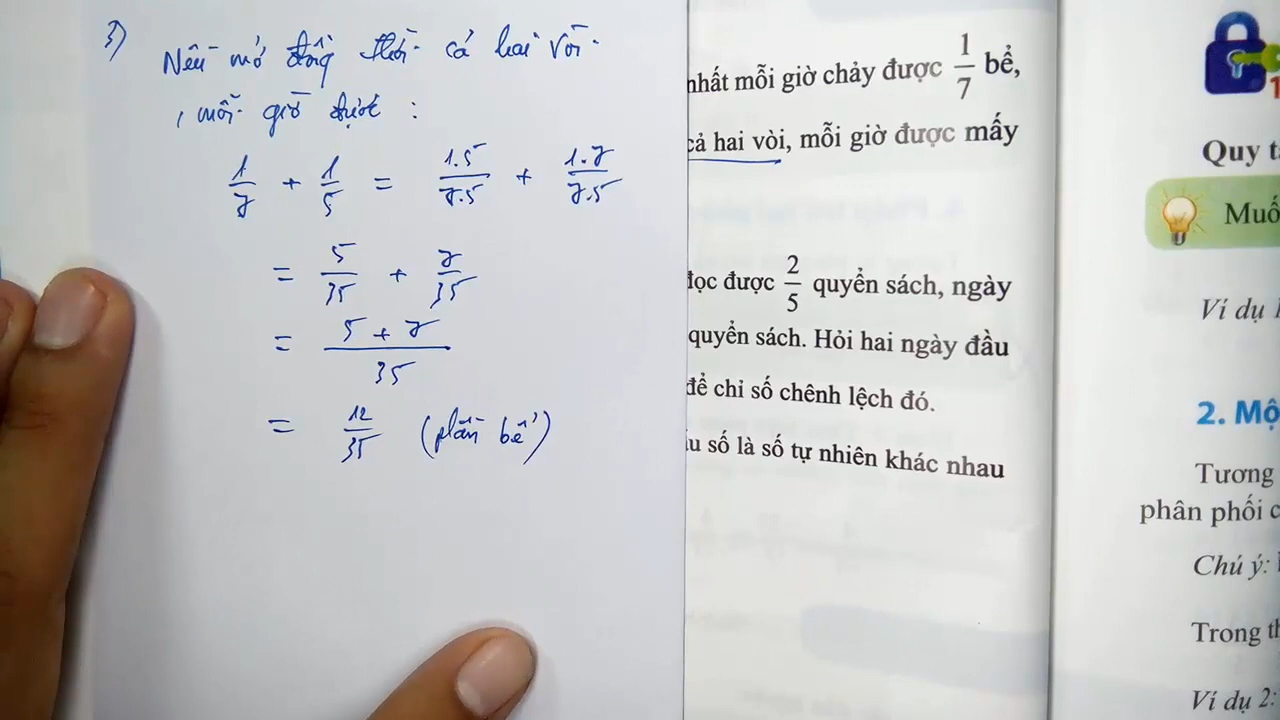 3) Nếu mở đồng thời cả hai vòi
, mỗi giờ được :
1/7 + 1/5 = 1.5/7.5 + 1.7/7.5
= 5/35 + 7/35
= 5 + 7/35
= 12/35 (phần bể)
nhất mỗi giờ chảy được 1/7 bể,
cả hai vòi, mỗi giờ được mấy
đọc được 2/5 quyển sách, ngày
quyển sách. Hỏi hai ngày đầu
để chỉ số chênh lệch đó.
số là số tự nhiên khác nhau
1
Quy t
Muố
Ví dụ 1
2. Mộ
Tương
phân phối c
Chú ý:
Trong th
Ví dụ 2: